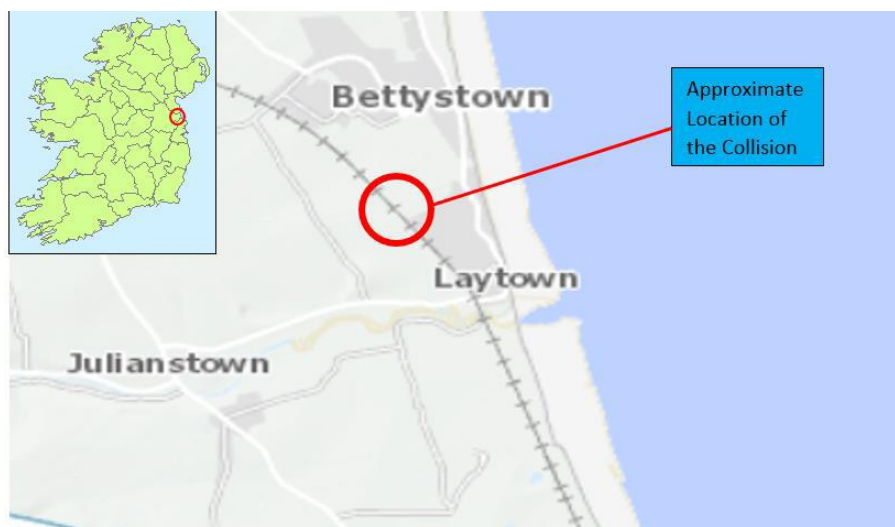 Bettystown
Approximate
Location of
the Collision
Laytown
Julianstown